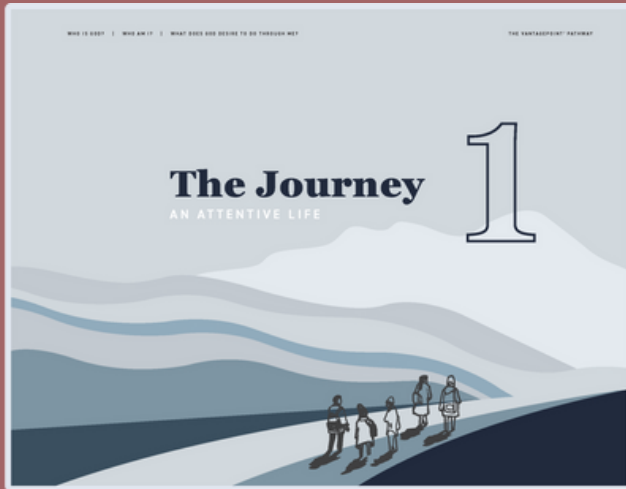 WHO IS GOD? | WHO AM I? | WHAT DOES GOD DESIRE TO DO THROUGH ME?
THE VANTAGEPOINT³ PATHWAY
The Journey
1
AN ATTENTIVE LIFE